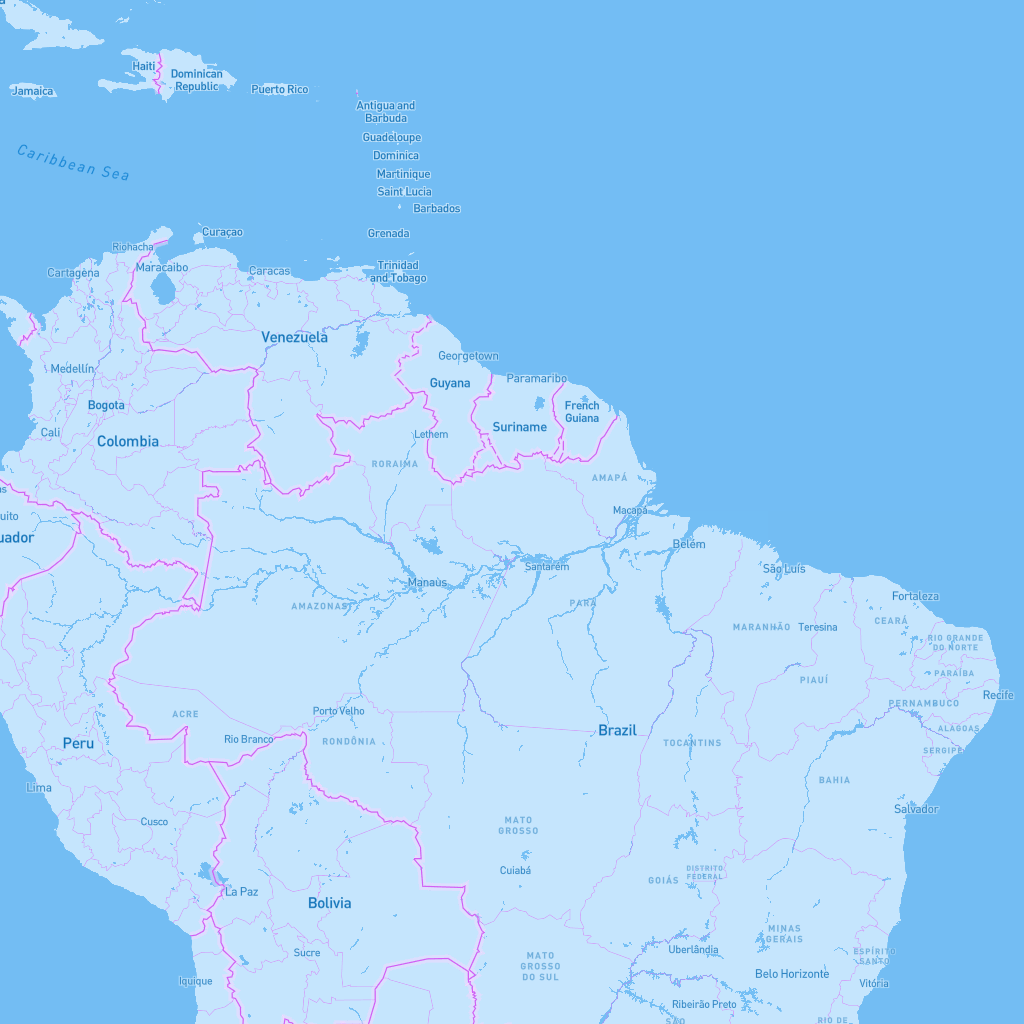 Haiti
Dominican
Republic
Jamaica
Puerto Rico
Antigua and
Barbuda
Guadeloupe
Caribbean Sea
Dominica
Martinique
Saint Lucia
Barbados
Curaçao
Grenada
Riohacha
Cartagena
Maracaibo
Caracas
Trinidad
and Tobago
Venezuela
Georgetown
Medellín
Guyana
Paramaribo
Bogota
French
Guiana
Cali
Colombia
Lethem
Suriname
RORAIMA
AMAPÁ
Macapá
uito
uador
Belém
Santarém
São Luís
Manaus
AMAZONAS
PARÁ
Fortaleza
MARANHÃO
Teresina
CEARÁ
RIO GRANDE
DO NORTE
PIAUÍ
PARAÍBA
Recife
PERNAMBUCO
ACRE
Porto Velho
ALAGOAS
Peru
Rio Branco
RONDÔNIA
Brazil
TOCANTINS
SERGIPE
Lima
BAHIA
Cusco
MATO
GROSSO
Salvador
Cuiabá
DISTRITO
FEDERAL
GOIÁS
La Paz
Bolivia
MINAS
GERAIS
Sucre
Uberlândia
ESPÍRITO
SANTO
MATO
GROSSO
DO SUL
Iquique
Belo Horizonte
Vitória
Ribeirão Preto
SÃO
RIO DE